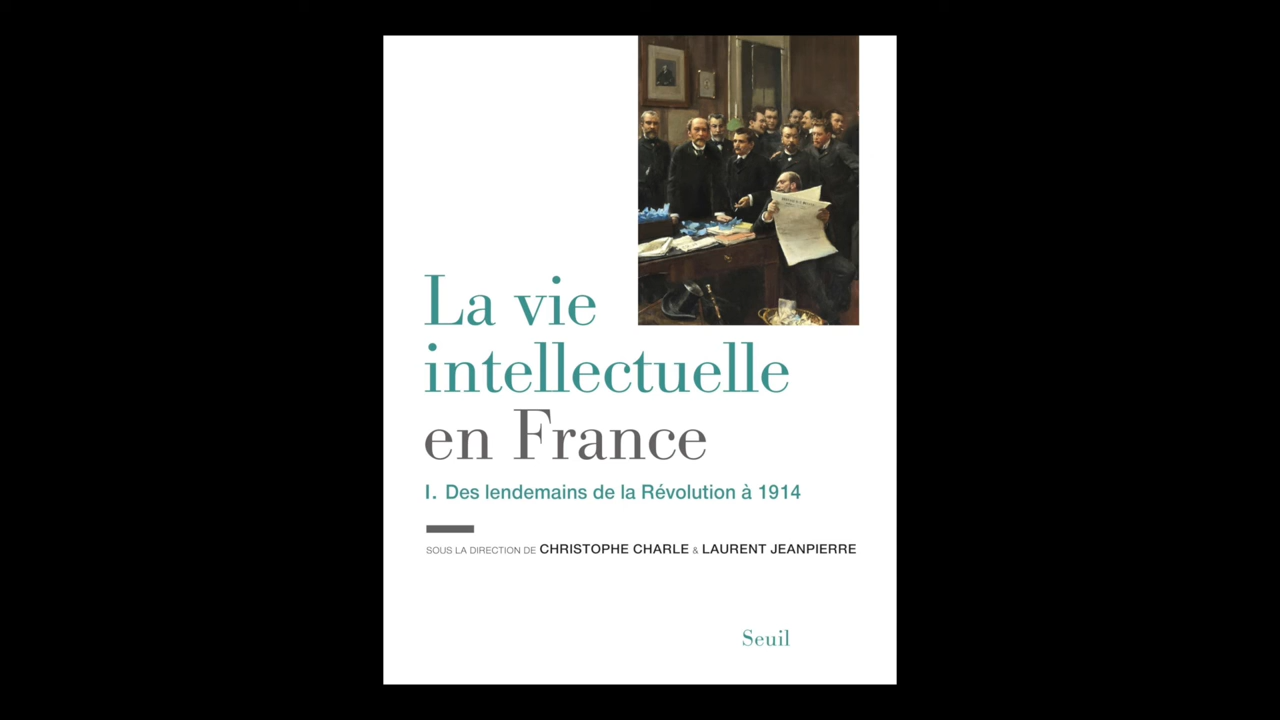 La vie
intellectuelle
en France
I. Des lendemains de la Révolution à 1914
SOUS LA DIRECTION DE CHRISTOPHE CHARLE & LAURENT JEANPIERRE
Seuil